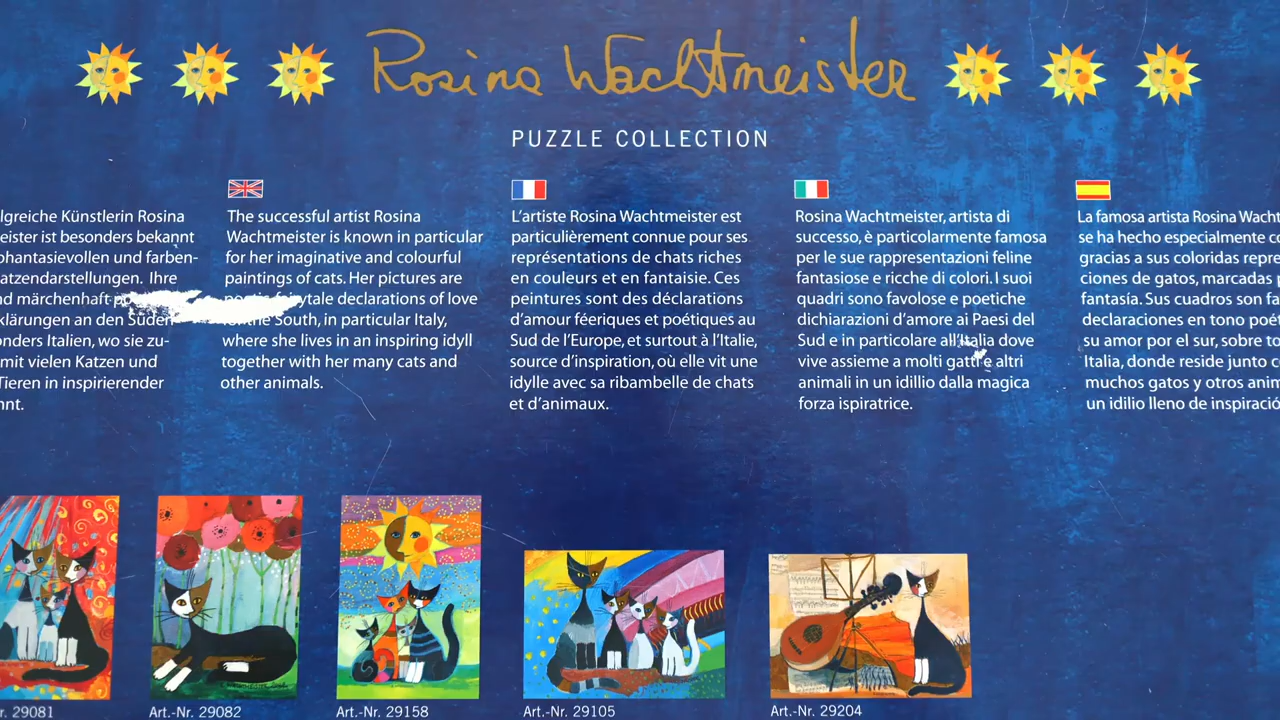 Rosina Wachtmeister
PUZZLE COLLECTION
lgreiche Künstlerin Rosina
eister ist besonders bekannt
phantasievollen und farben-
atzendarstellungen. Ihre
nd märchenhaft
klärungen an den Süden
onders Italien, wo sie zu-
mit vielen Katzen und
Tieren in inspirierender
nnt.
The successful artist Rosina
Wachtmeister is known in particular
for her imaginative and colourful
paintings of cats. Her pictures are
fairytale declarations of love
the South, in particular Italy,
where she lives in an inspiring idyll
together with her many cats and
other animals.
L'artiste Rosina Wachtmeister est
particulièrement connue pour ses
représentations de chats riches
en couleurs et en fantaisie. Ces
peintures sont des déclarations
d'amour féeriques et poétiques au
Sud de l'Europe, et surtout à l'Italie,
source d'inspiration, où elle vit une
idylle avec sa ribambelle de chats
et d'animaux.
Rosina Wachtmeister, artista di
successo, è particolarmente famosa
per le sue rappresentazioni feline
fantasiose e ricche di colori. I suoi
quadri sono favolose e poetiche
dichiarazioni d'amore ai Paesi del
Sud e in particolare all'Italia dove
vive assieme a molti gatti e altri
animali in un idillio dalla magica
forza ispiratrice.
La famosa artista Rosina Wacht
se ha hecho especialmente co
gracias a sus coloridas repre
ciones de gatos, marcadas p
fantasía. Sus cuadros son fa
declaraciones en tono poét
su amor por el sur, sobre to
Italia, donde reside junto c
muchos gatos y otros anim
un idilio lleno de inspiració
r. 29081
Art.-Nr. 29082
Art.-Nr. 29158
Art.-Nr. 29105
Art.-Nr. 29204